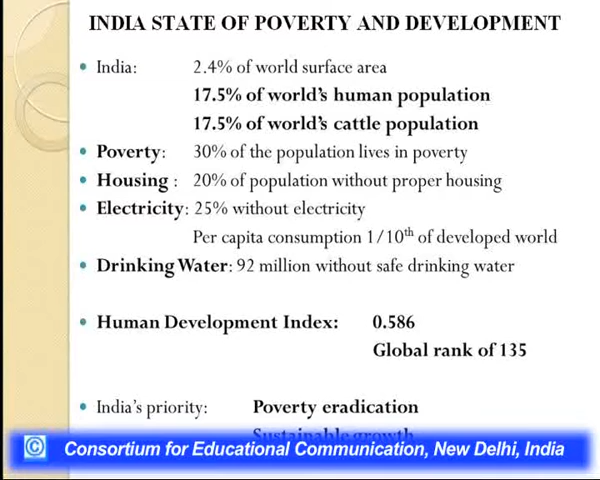 INDIA STATE OF POVERTY AND DEVELOPMENT
India: 2.4% of world surface area
17.5% of world's human population
17.5% of world's cattle population
Poverty: 30% of the population lives in poverty
Housing : 20% of population without proper housing
Electricity: 25% without electricity
Per capita consumption 1/10th of developed world
Drinking Water: 92 million without safe drinking water
Human Development Index: 0.586
Global rank of 135
India's priority: Poverty eradication
Sustainable growth
© Consortium for Educational Communication, New Delhi, India